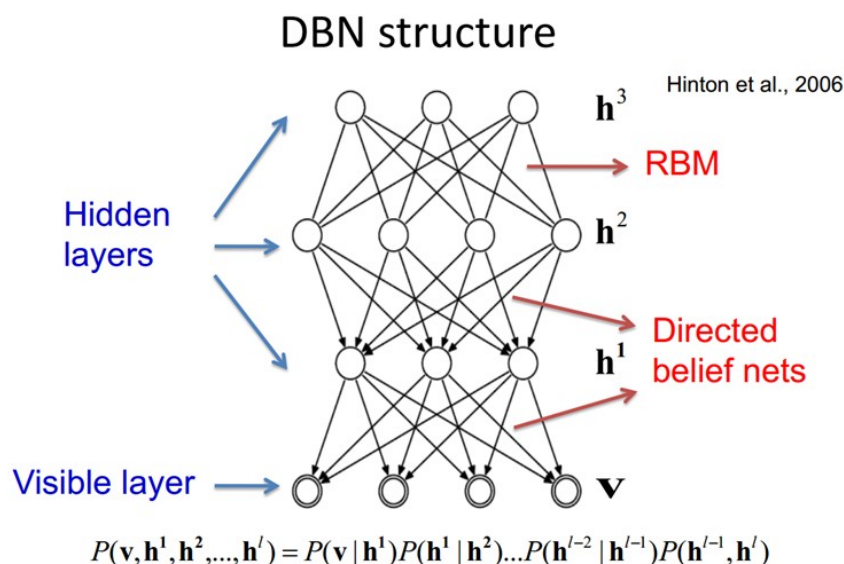 DBN structure
Hinton et al., 2006
h³
RBM
Hidden
layers
h²
Directed
belief nets
h¹
Visible layer
v
P(v, h¹, h²,..., hˡ) = P(v | h¹)P(h¹ | h²)...P(hˡ⁻² | hˡ⁻¹)P(hˡ⁻¹, hˡ)